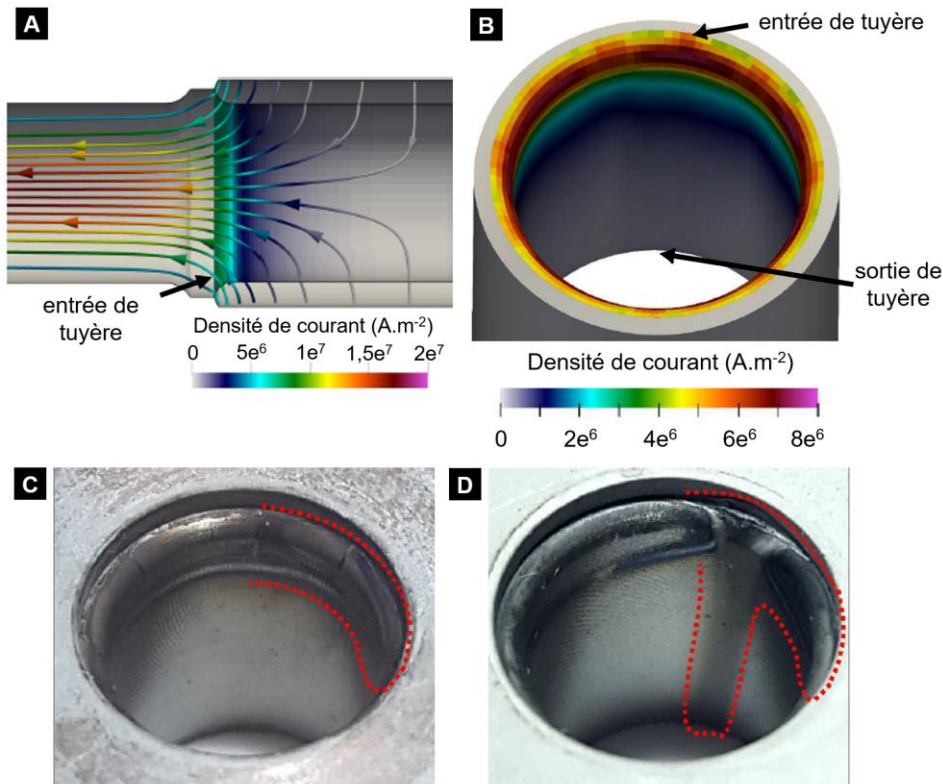 A
entrée de
tuyère
Densité de courant (A.m-2)
0 5e6 1e7 1,5e7 2e7
B
entrée de tuyère
sortie de
tuyère
Densité de courant (A.m-2)
0 2e6 4e6 6e6 8e6
C
D